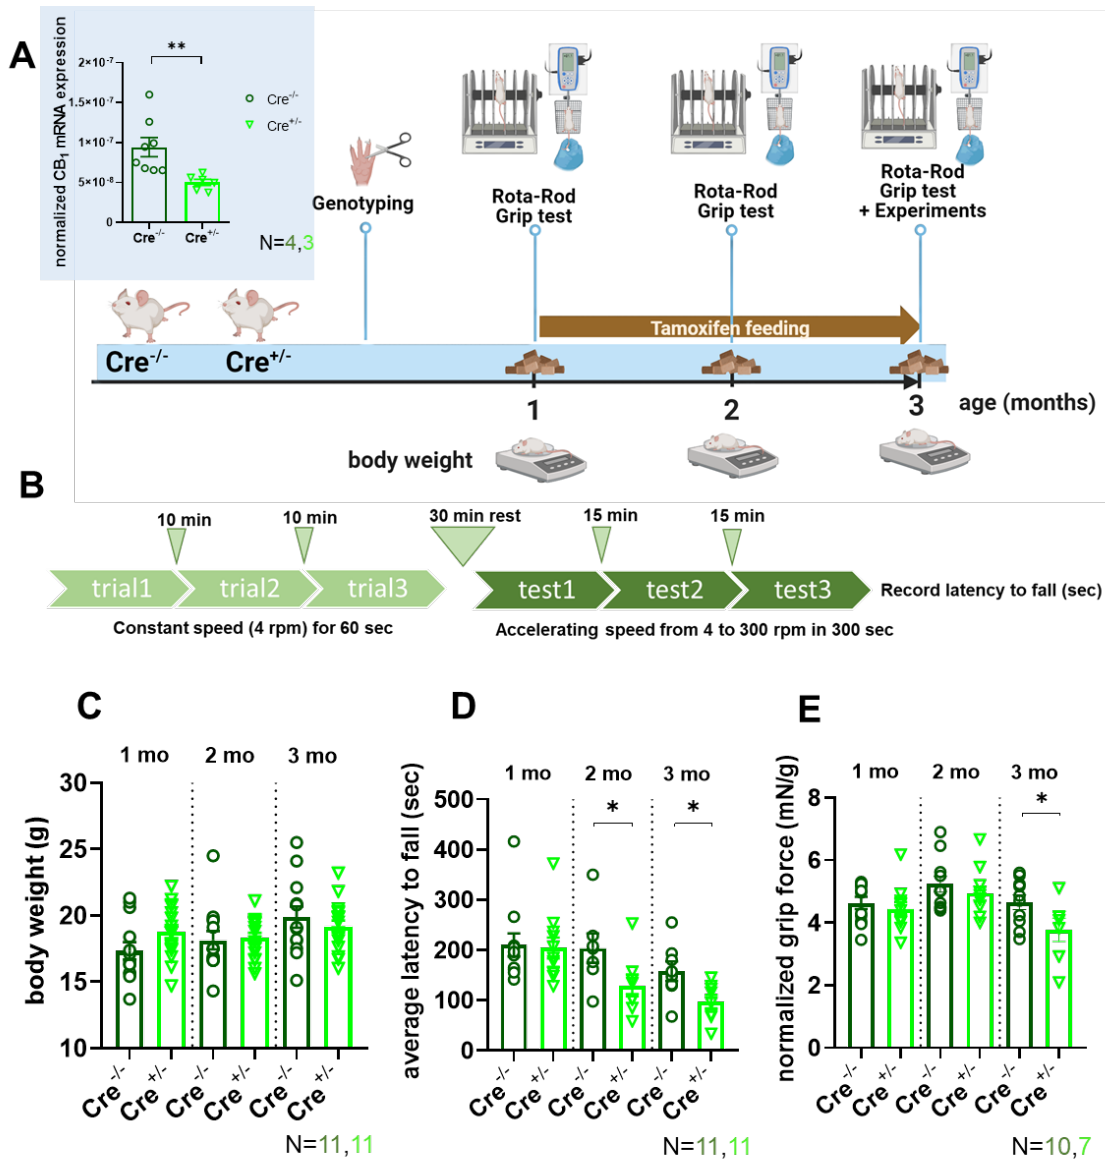 A
normalized CB₁ mRNA expression
2×10⁻⁷
1.5×10⁻⁷
1×10⁻⁷
5×10⁻⁸
0
**
Cre⁻/⁻
Cre⁺/⁻
Cre⁻/⁻
Cre⁺/⁻
N=4,3
Genotyping
Rota-Rod
Grip test
Rota-Rod
Grip test
Rota-Rod
Grip test
+ Experiments
Tamoxifen feeding
Cre⁻/⁻
Cre⁺/⁻
1
2
3
age (months)
body weight
B
10 min
10 min
30 min rest
15 min
15 min
trial1
trial2
trial3
test1
test2
test3
Record latency to fall (sec)
Constant speed (4 rpm) for 60 sec
Accelerating speed from 4 to 300 rpm in 300 sec
C
1 mo
2 mo
3 mo
body weight (g)
30
25
20
15
10
Cre⁻/⁻
Cre⁺/⁻
Cre⁻/⁻
Cre⁺/⁻
Cre⁻/⁻
Cre⁺/⁻
N=11,11
D
1 mo
2 mo
3 mo
*
*
average latency to fall (sec)
500
400
300
200
100
0
Cre⁻/⁻
Cre⁺/⁻
Cre⁻/⁻
Cre⁺/⁻
Cre⁻/⁻
Cre⁺/⁻
N=11,11
E
1 mo
2 mo
3 mo
*
normalized grip force (mN/g)
8
6
4
2
0
Cre⁻/⁻
Cre⁺/⁻
Cre⁻/⁻
Cre⁺/⁻
Cre⁻/⁻
Cre⁺/⁻
N=10,7